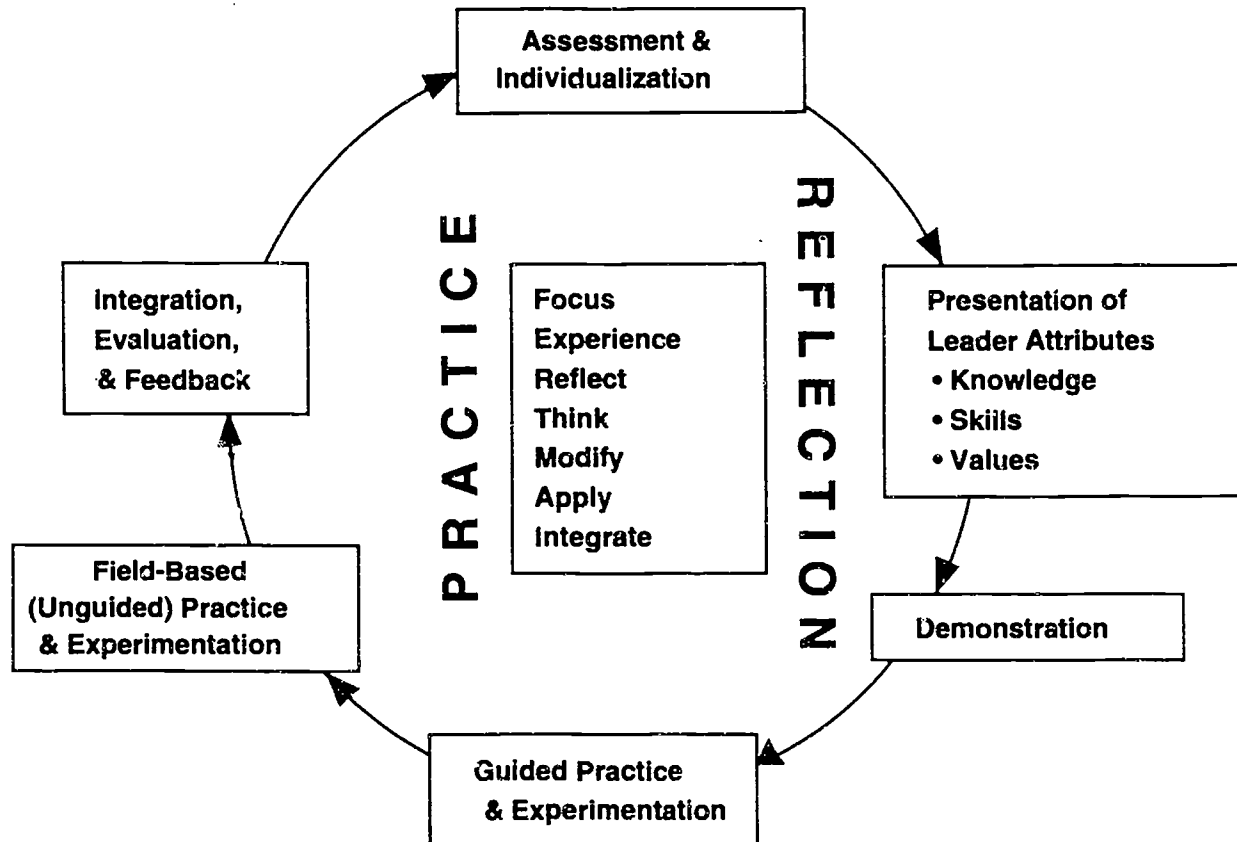 Assessment &
Individualization
Presentation of
Leader Attributes
• Knowledge
• Skills
• Values
Demonstration
Guided Practice
& Experimentation
Field-Based
(Unguided) Practice
& Experimentation
Integration,
Evaluation,
& Feedback
PRACTICE
Focus
Experience
Reflect
Think
Modify
Apply
Integrate
REFLECTION